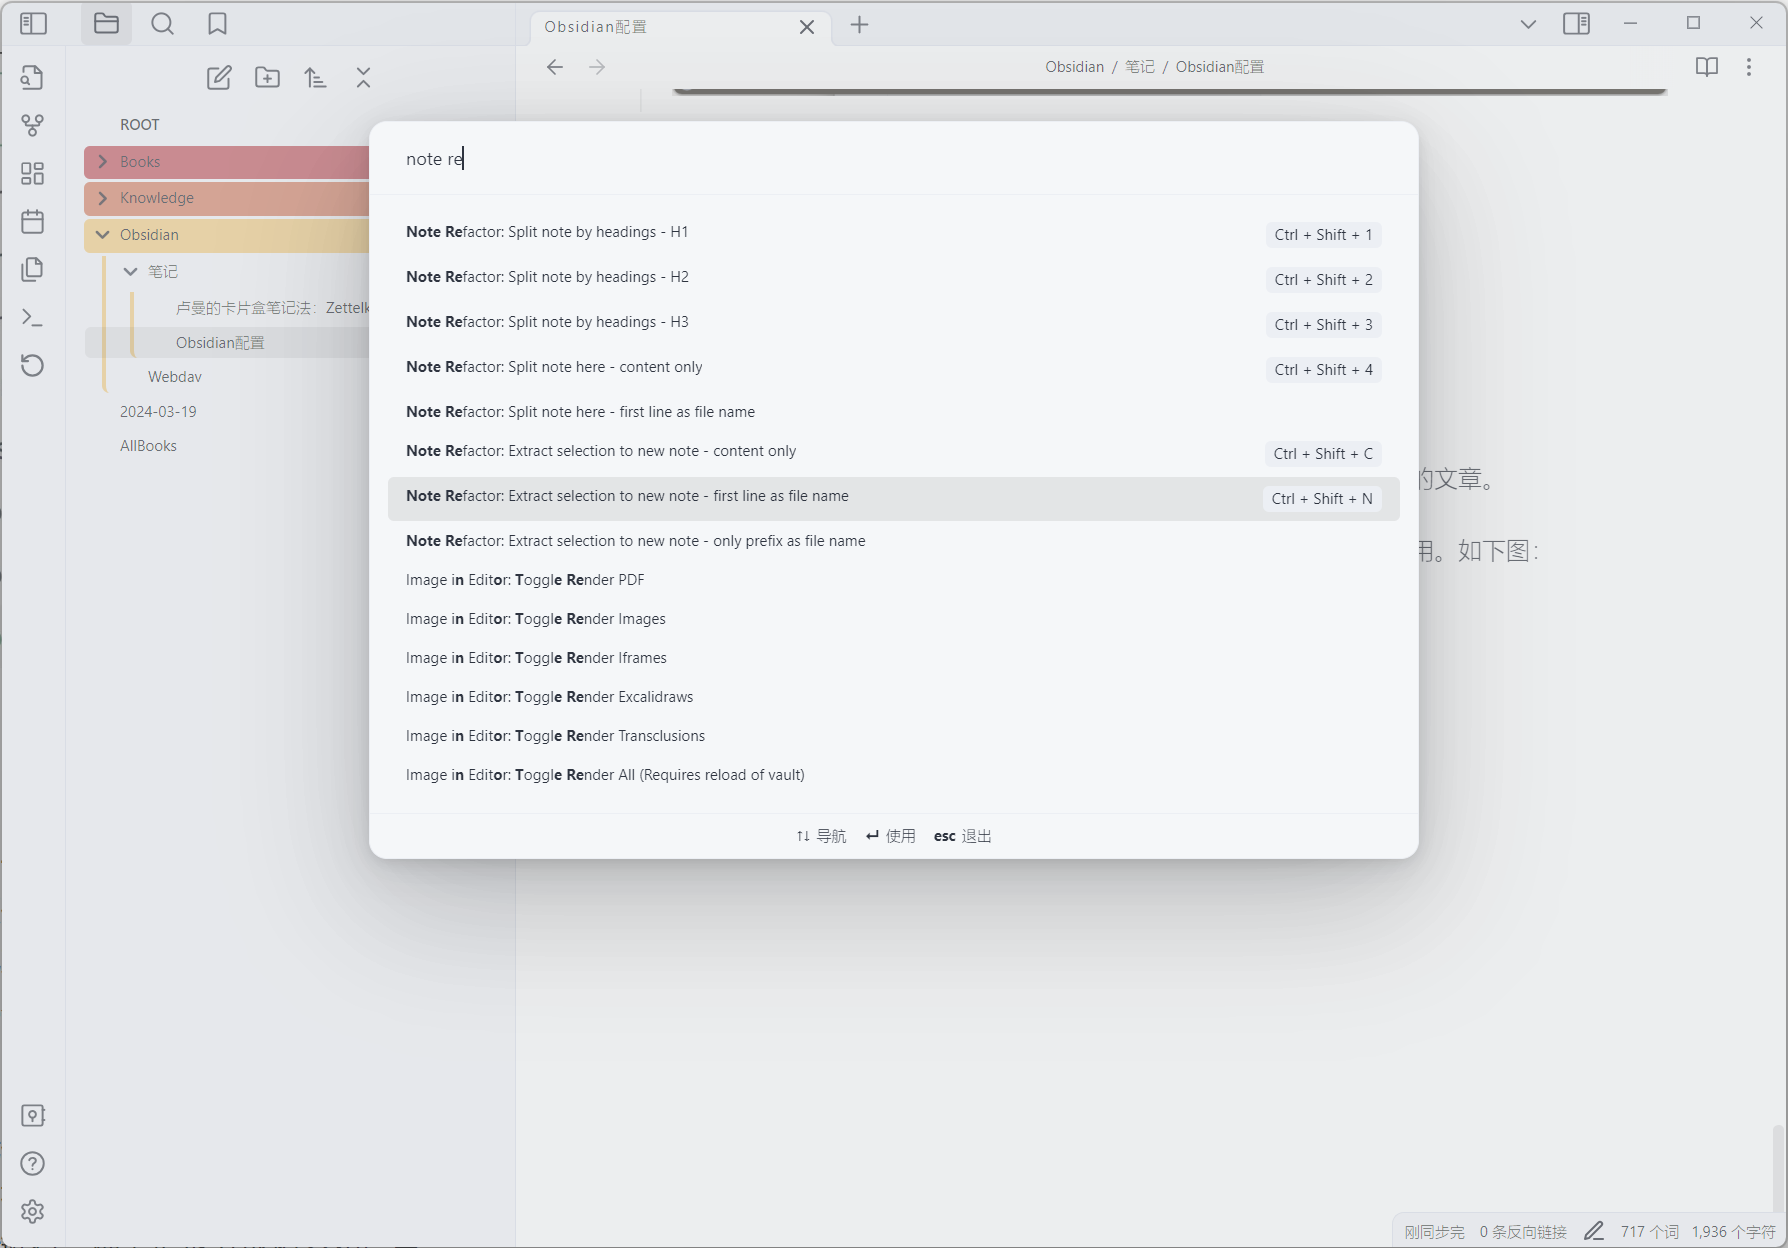 Obsidian配置
Obsidian / 笔记 / Obsidian配置
ROOT
Books
Knowledge
Obsidian
笔记
卢曼的卡片盒笔记法：Zettelk
Obsidian配置
Webdav
2024-03-19
AllBooks
note re
Note Refactor: Split note by headings - H1 Ctrl + Shift + 1
Note Refactor: Split note by headings - H2 Ctrl + Shift + 2
Note Refactor: Split note by headings - H3 Ctrl + Shift + 3
Note Refactor: Split note here - content only Ctrl + Shift + 4
Note Refactor: Split note here - first line as file name
Note Refactor: Extract selection to new note - content only Ctrl + Shift + C
Note Refactor: Extract selection to new note - first line as file name Ctrl + Shift + N
Note Refactor: Extract selection to new note - only prefix as file name
Image in Editor: Toggle Render PDF
Image in Editor: Toggle Render Images
Image in Editor: Toggle Render Iframes
Image in Editor: Toggle Render Excalidraws
Image in Editor: Toggle Render Transclusions
Image in Editor: Toggle Render All (Requires reload of vault)
↑↓ 导航 ↵ 使用 esc 退出
的文章。
用。如下图：
刚同步完 0 条反向链接 717 个词 1,936 个字符